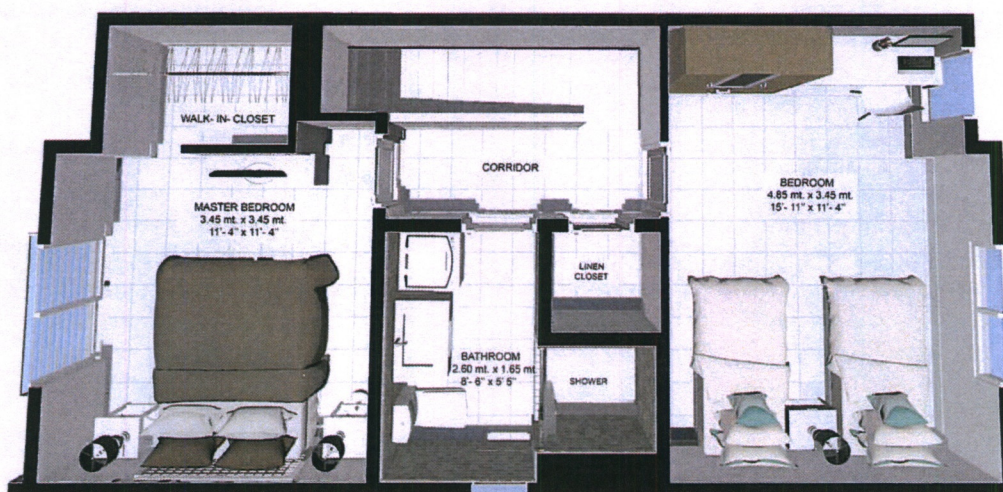 WALK- IN- CLOSET
MASTER BEDROOM
3.45 mt. x 3.45 mt.
11'- 4" x 11'- 4"
CORRIDOR
BEDROOM
4.85 mt. x 3.45 mt.
15'- 11" x 11'- 4"
LINEN
CLOSET
BATHROOM
2.60 mt. x 1.65 mt.
8'- 6" x 5' 5"
SHOWER